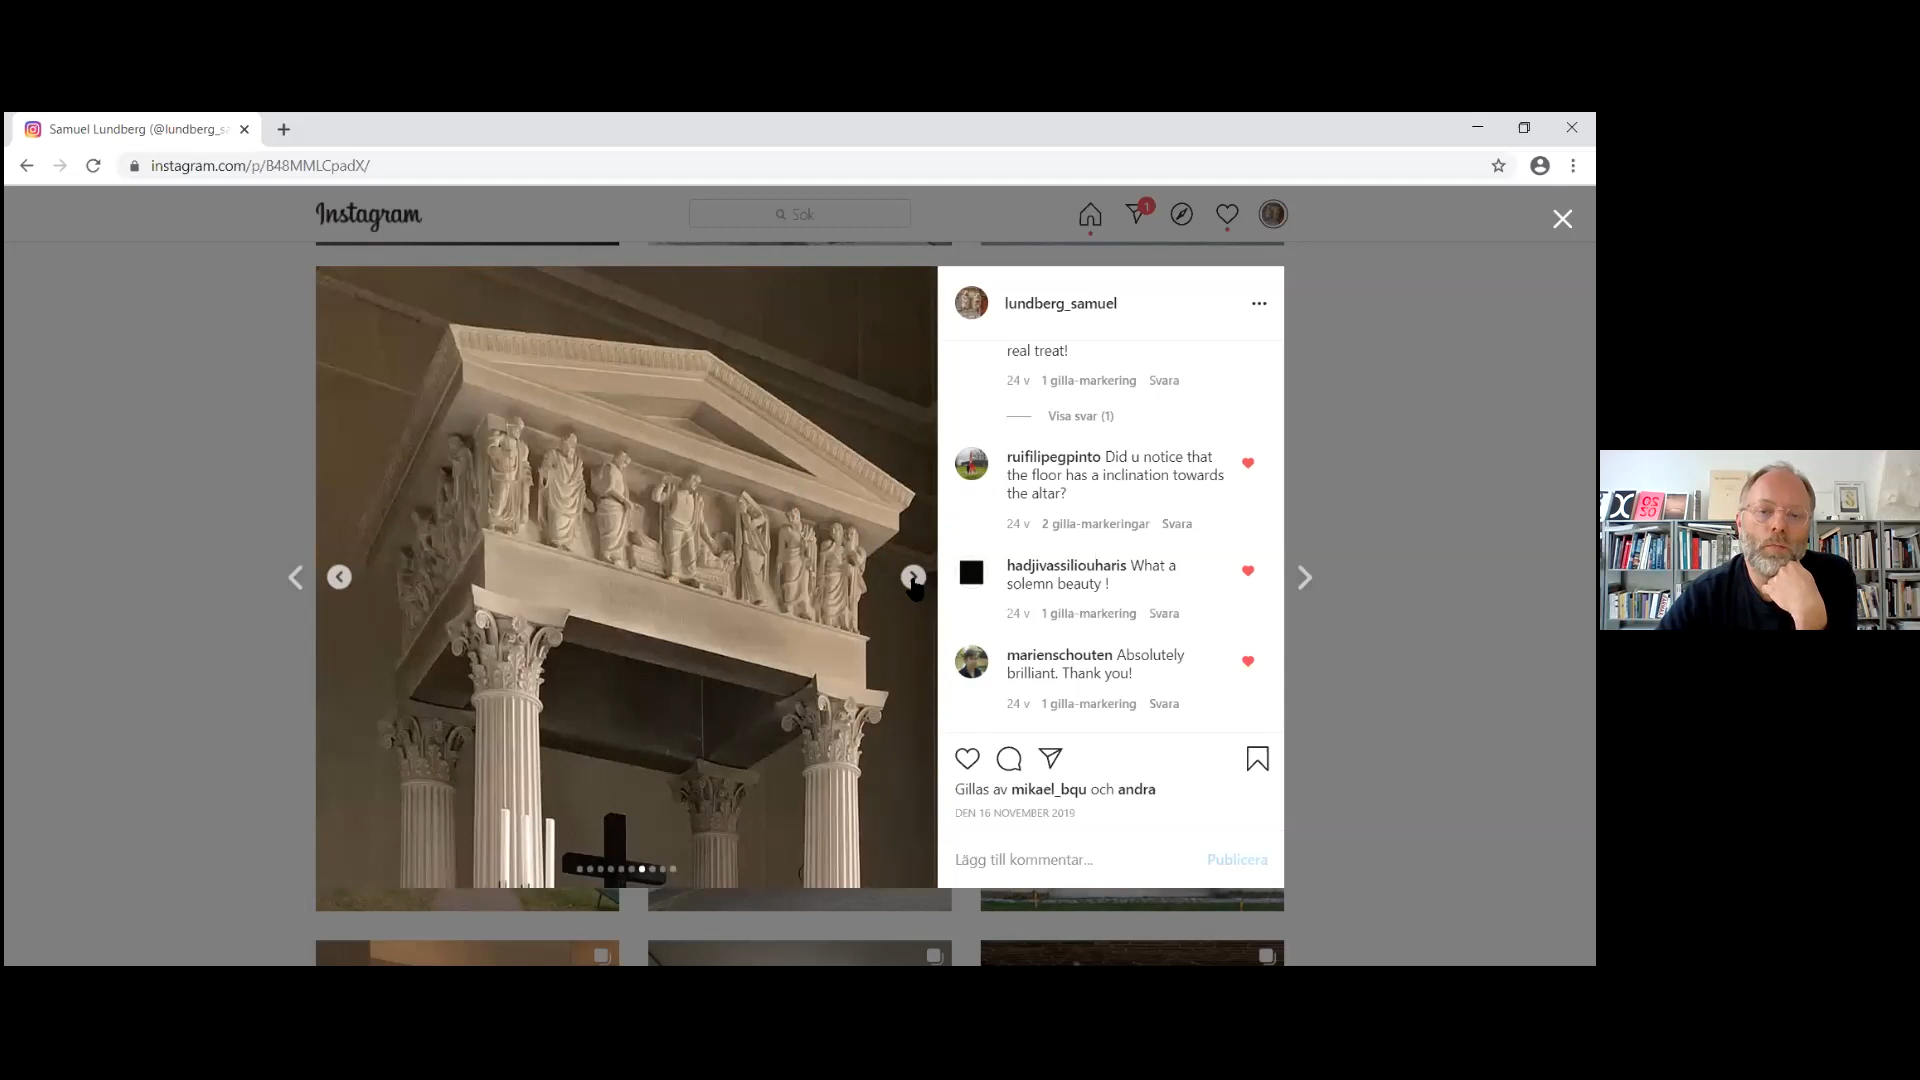 Samuel Lundberg (@lundberg_sa
instagram.com/p/B48MMLCpadX/
Instagram
Sök
1
lundberg_samuel
real treat!
24 v 1 gilla-markering Svara
Visa svar (1)
ruifilipegpinto Did u notice that
the floor has a inclination towards
the altar?
24 v 2 gilla-markeringar Svara
hadjivassiliouharis What a
solemn beauty !
24 v 1 gilla-markering Svara
marienschouten Absolutely
brilliant. Thank you!
24 v 1 gilla-markering Svara
Gillas av mikael_bqu och andra
DEN 16 NOVEMBER 2019
Lägg till kommentar...
Publicera